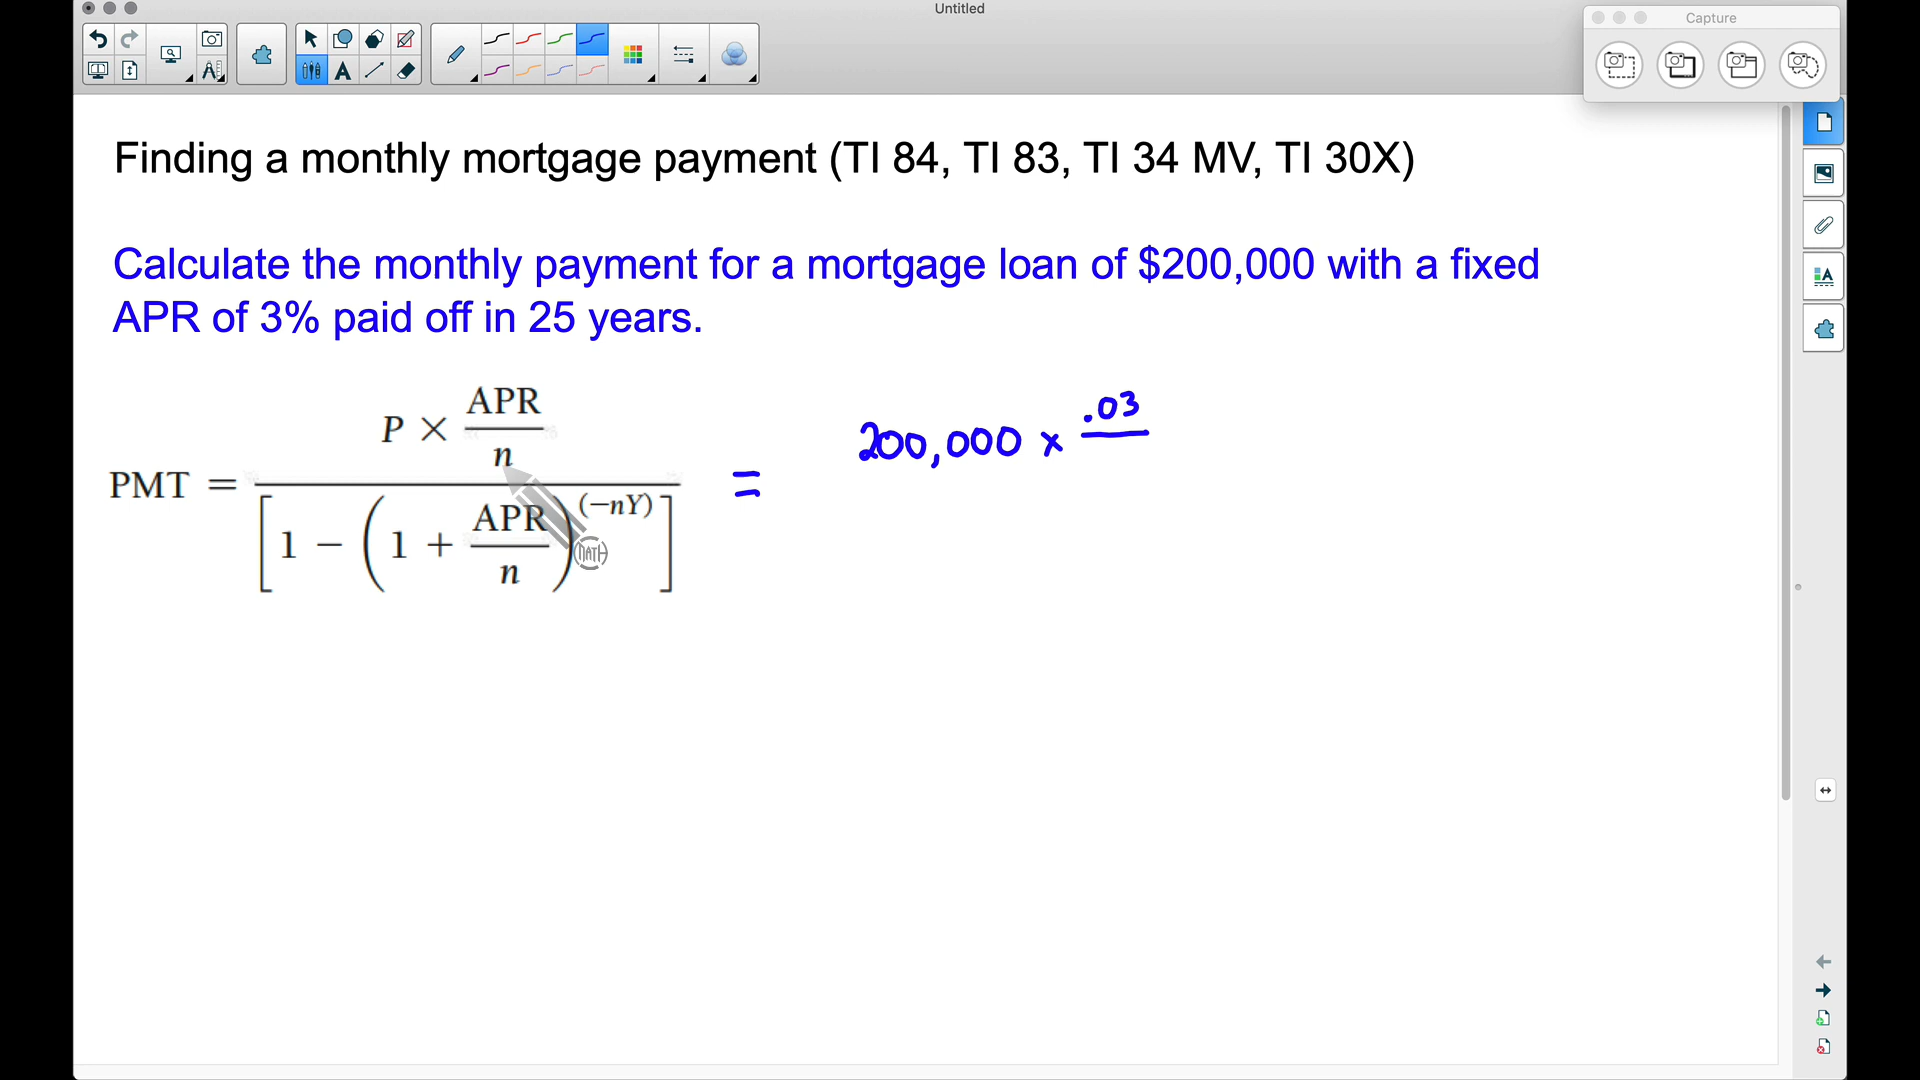 Untitled
Capture
Finding a monthly mortgage payment (TI 84, TI 83, TI 34 MV, TI 30X)
Calculate the monthly payment for a mortgage loan of $200,000 with a fixed
APR of 3% paid off in 25 years.
PMT = P × APR / n / [1 − (1 + APR / n)^(−nY)] = 200,000 × .03
MATH